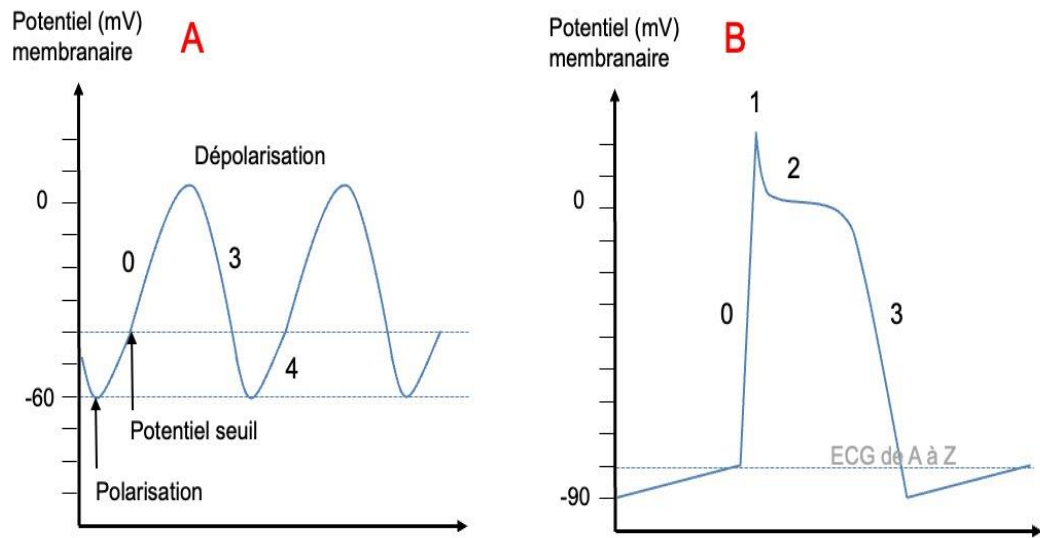 Potentiel (mV)
membranaire
A
Dépolarisation
0
0
3
4
-60
Potentiel seuil
Polarisation
Potentiel (mV)
membranaire
B
1
2
0
0
3
ECG de A à Z
-90